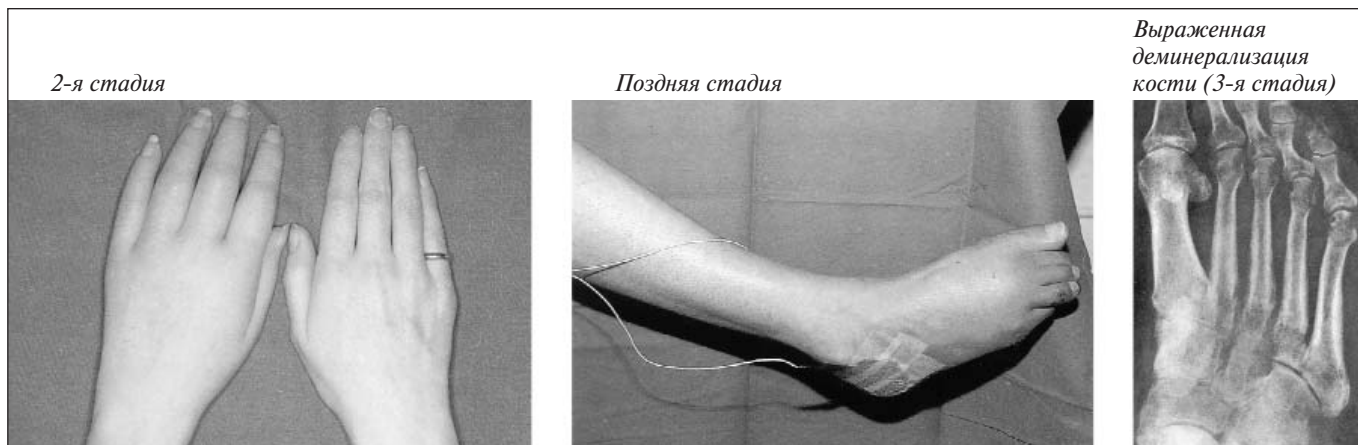 2-я стадия
Поздняя стадия
Выраженная
деминерализация
кости (3-я стадия)